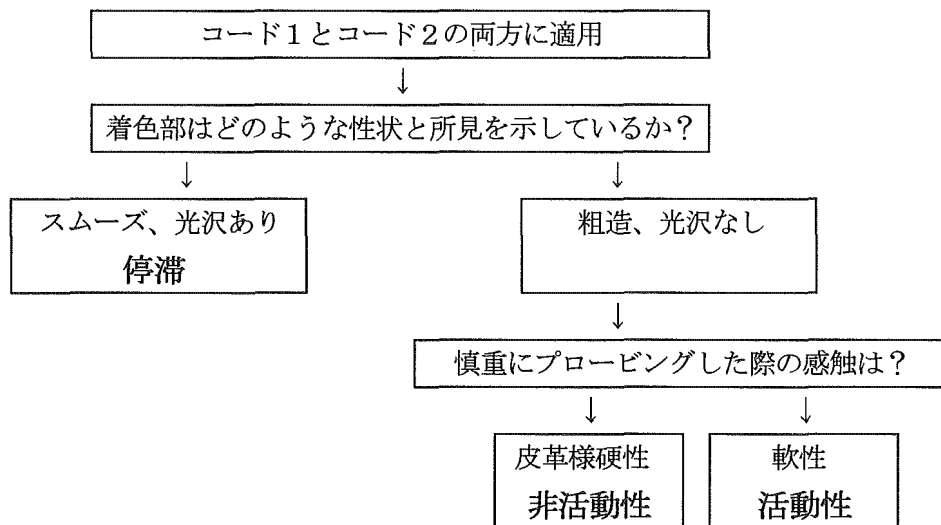 コード１とコード２の両方に適用
↓
着色部はどのような性状と所見を示しているか？
↓ ↓
スムーズ、光沢あり
停滞
粗造、光沢なし
↓
慎重にプロービングした際の感触は？
↓ ↓
皮革様硬性
非活動性
軟性
活動性